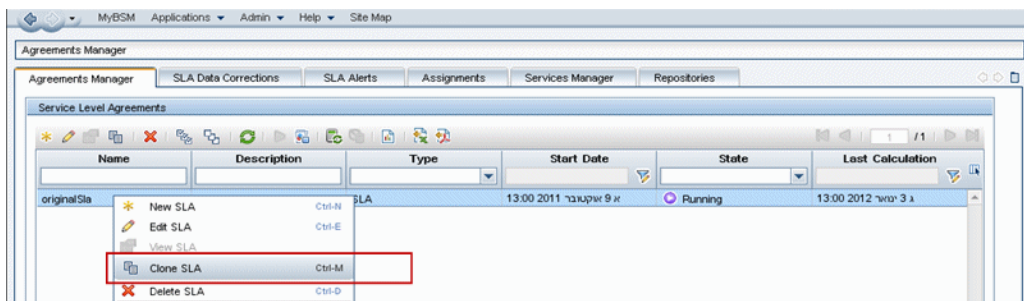 MyBSM Applications Admin Help Site Map
Agreements Manager
Agreements Manager SLA Data Corrections SLA Alerts Assignments Services Manager Repositories
Service Level Agreements
1 /1
Name Description Type Start Date State Last Calculation
originalSla SLA א 9 אוקטובר 2011 13:00 Running ג 3 ינואר 2012 13:00
New SLA Ctrl-N
Edit SLA Ctrl-E
View SLA
Clone SLA Ctrl-M
Delete SLA Ctrl-D